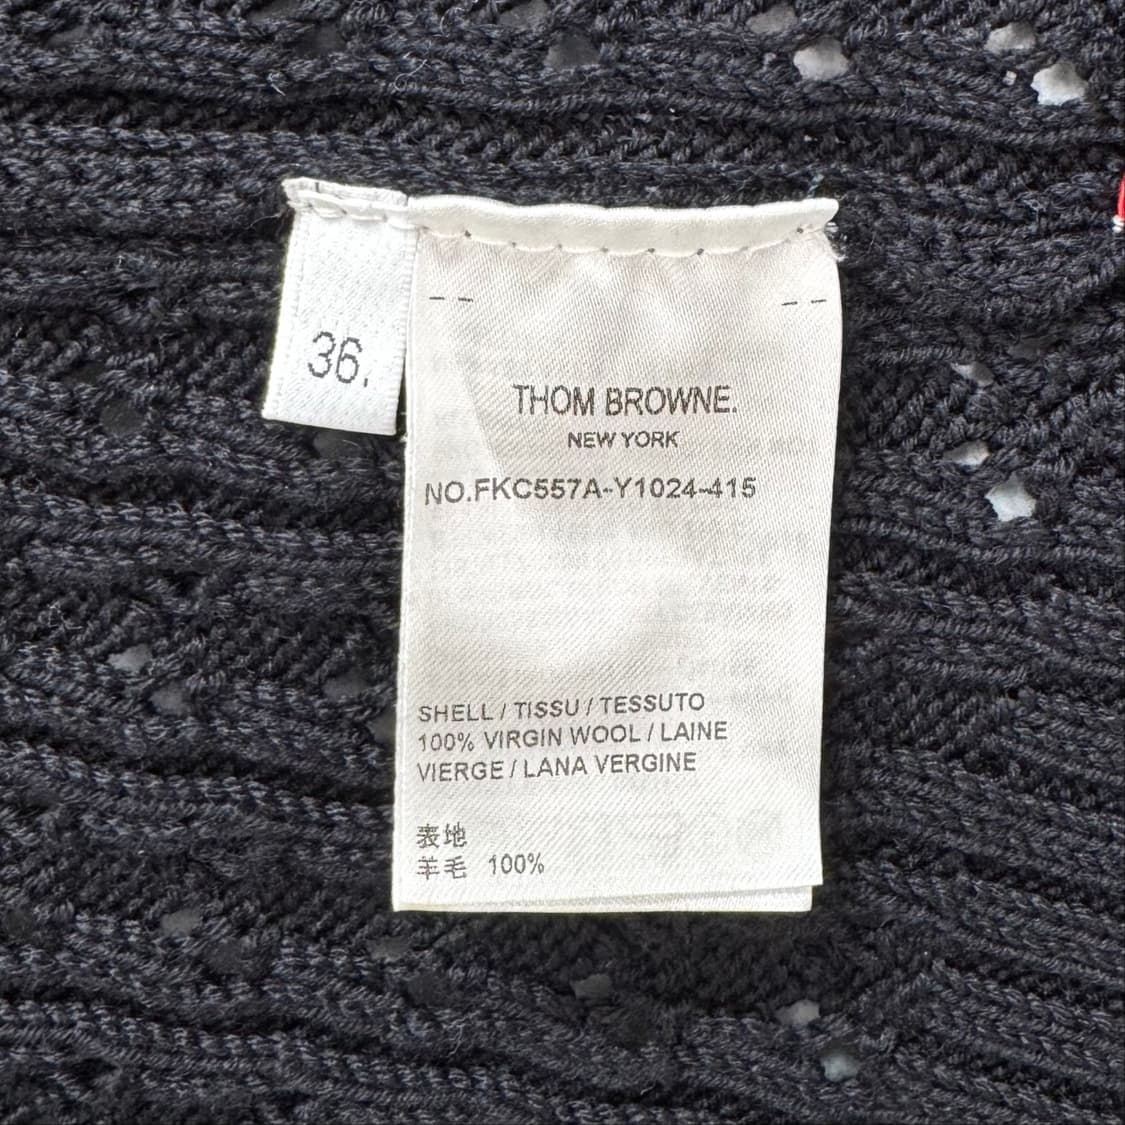 36.
THOM BROWNE.
NEW YORK
NO.FKC557A-Y1024-415
SHELL / TISSU / TESSUTO
100% VIRGIN WOOL / LAINE
VIERGE / LANA VERGINE
表地
羊毛 100%